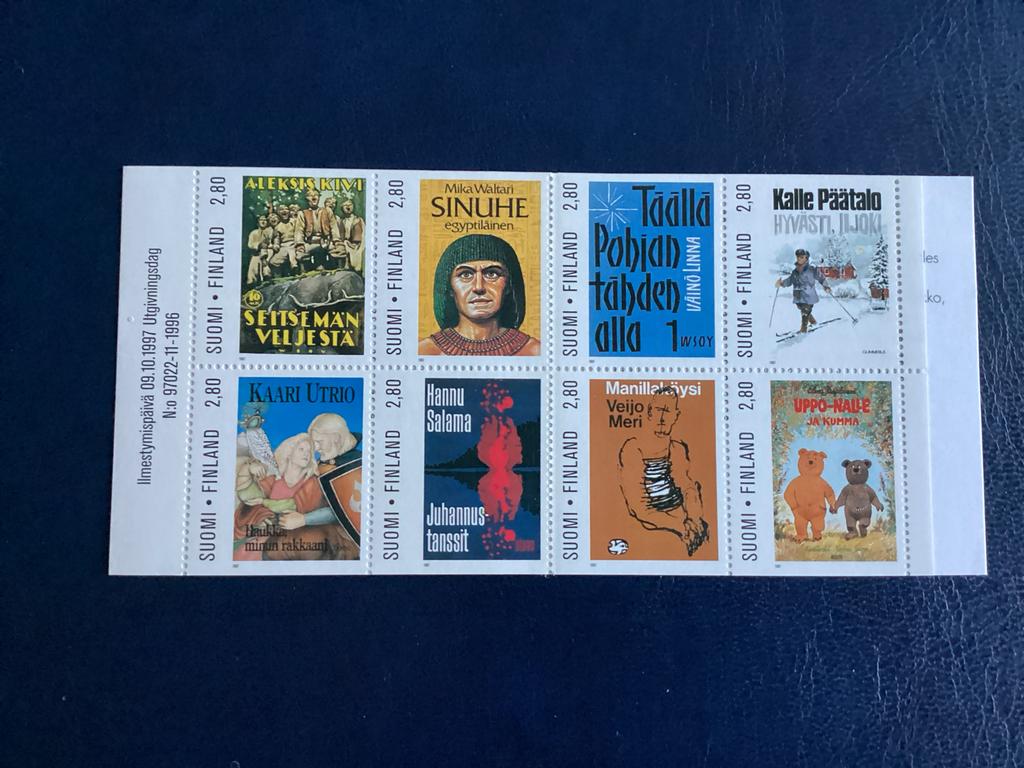 Ilmestymispäivä 09.10.1997 Utgivningsdag
N:o 97022-11-1996
SUOMI • FINLAND 2,80
ALEKSIS KIVI
10
SEITSEMÄN
VELJESTÄ
SUOMI • FINLAND 2,80
Mika Waltari
SINUHE
egyptiläinen
SUOMI • FINLAND 2,80
Täällä
Pohjan
tähden
alla 1
VÄINÖ LINNA
WSOY
SUOMI • FINLAND 2,80
Kalle Päätalo
HYVÄSTI, IIJOKI
GUMMERUS
SUOMI • FINLAND 2,80
KAARI UTRIO
Haukka,
minun rakkaani
SUOMI • FINLAND 2,80
Hannu
Salama
Juhannus-
tanssit
SUOMI • FINLAND 2,80
Manillaköysi
Veijo
Meri
SUOMI • FINLAND 2,80
UPPO-NALLE
JA KUMMA